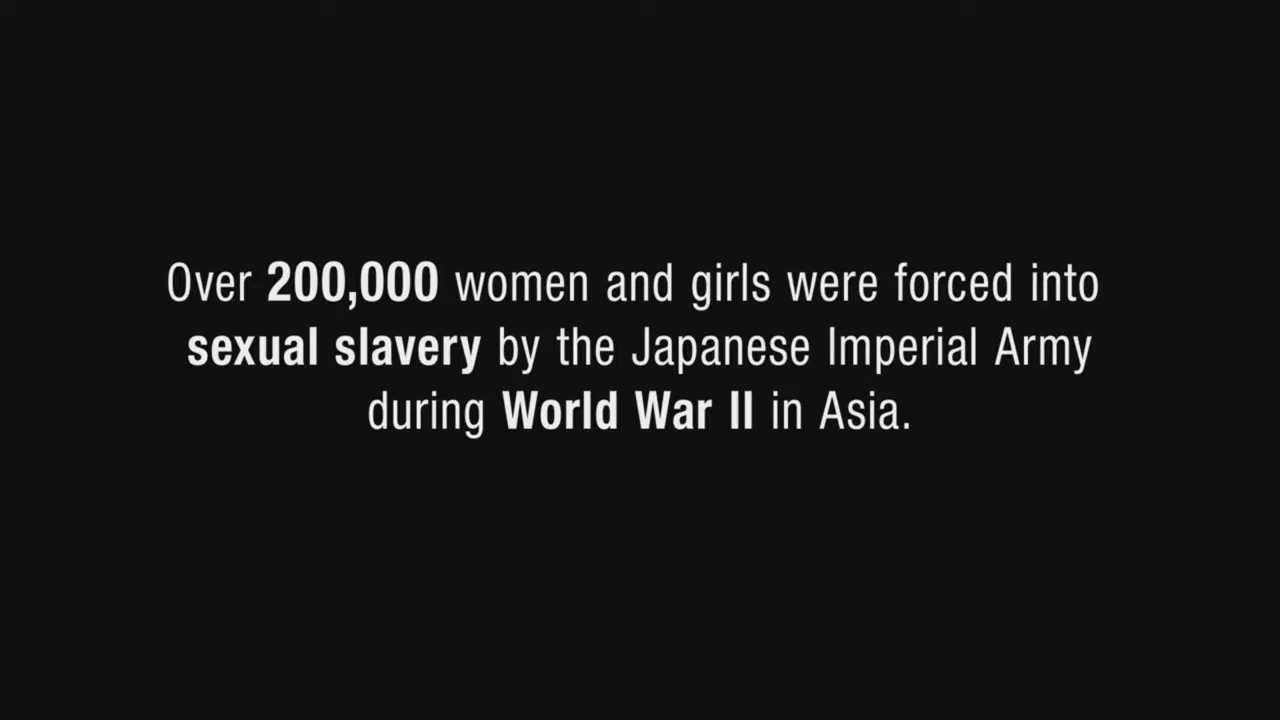 Over 200,000 women and girls were forced into
sexual slavery by the Japanese Imperial Army
during World War II in Asia.